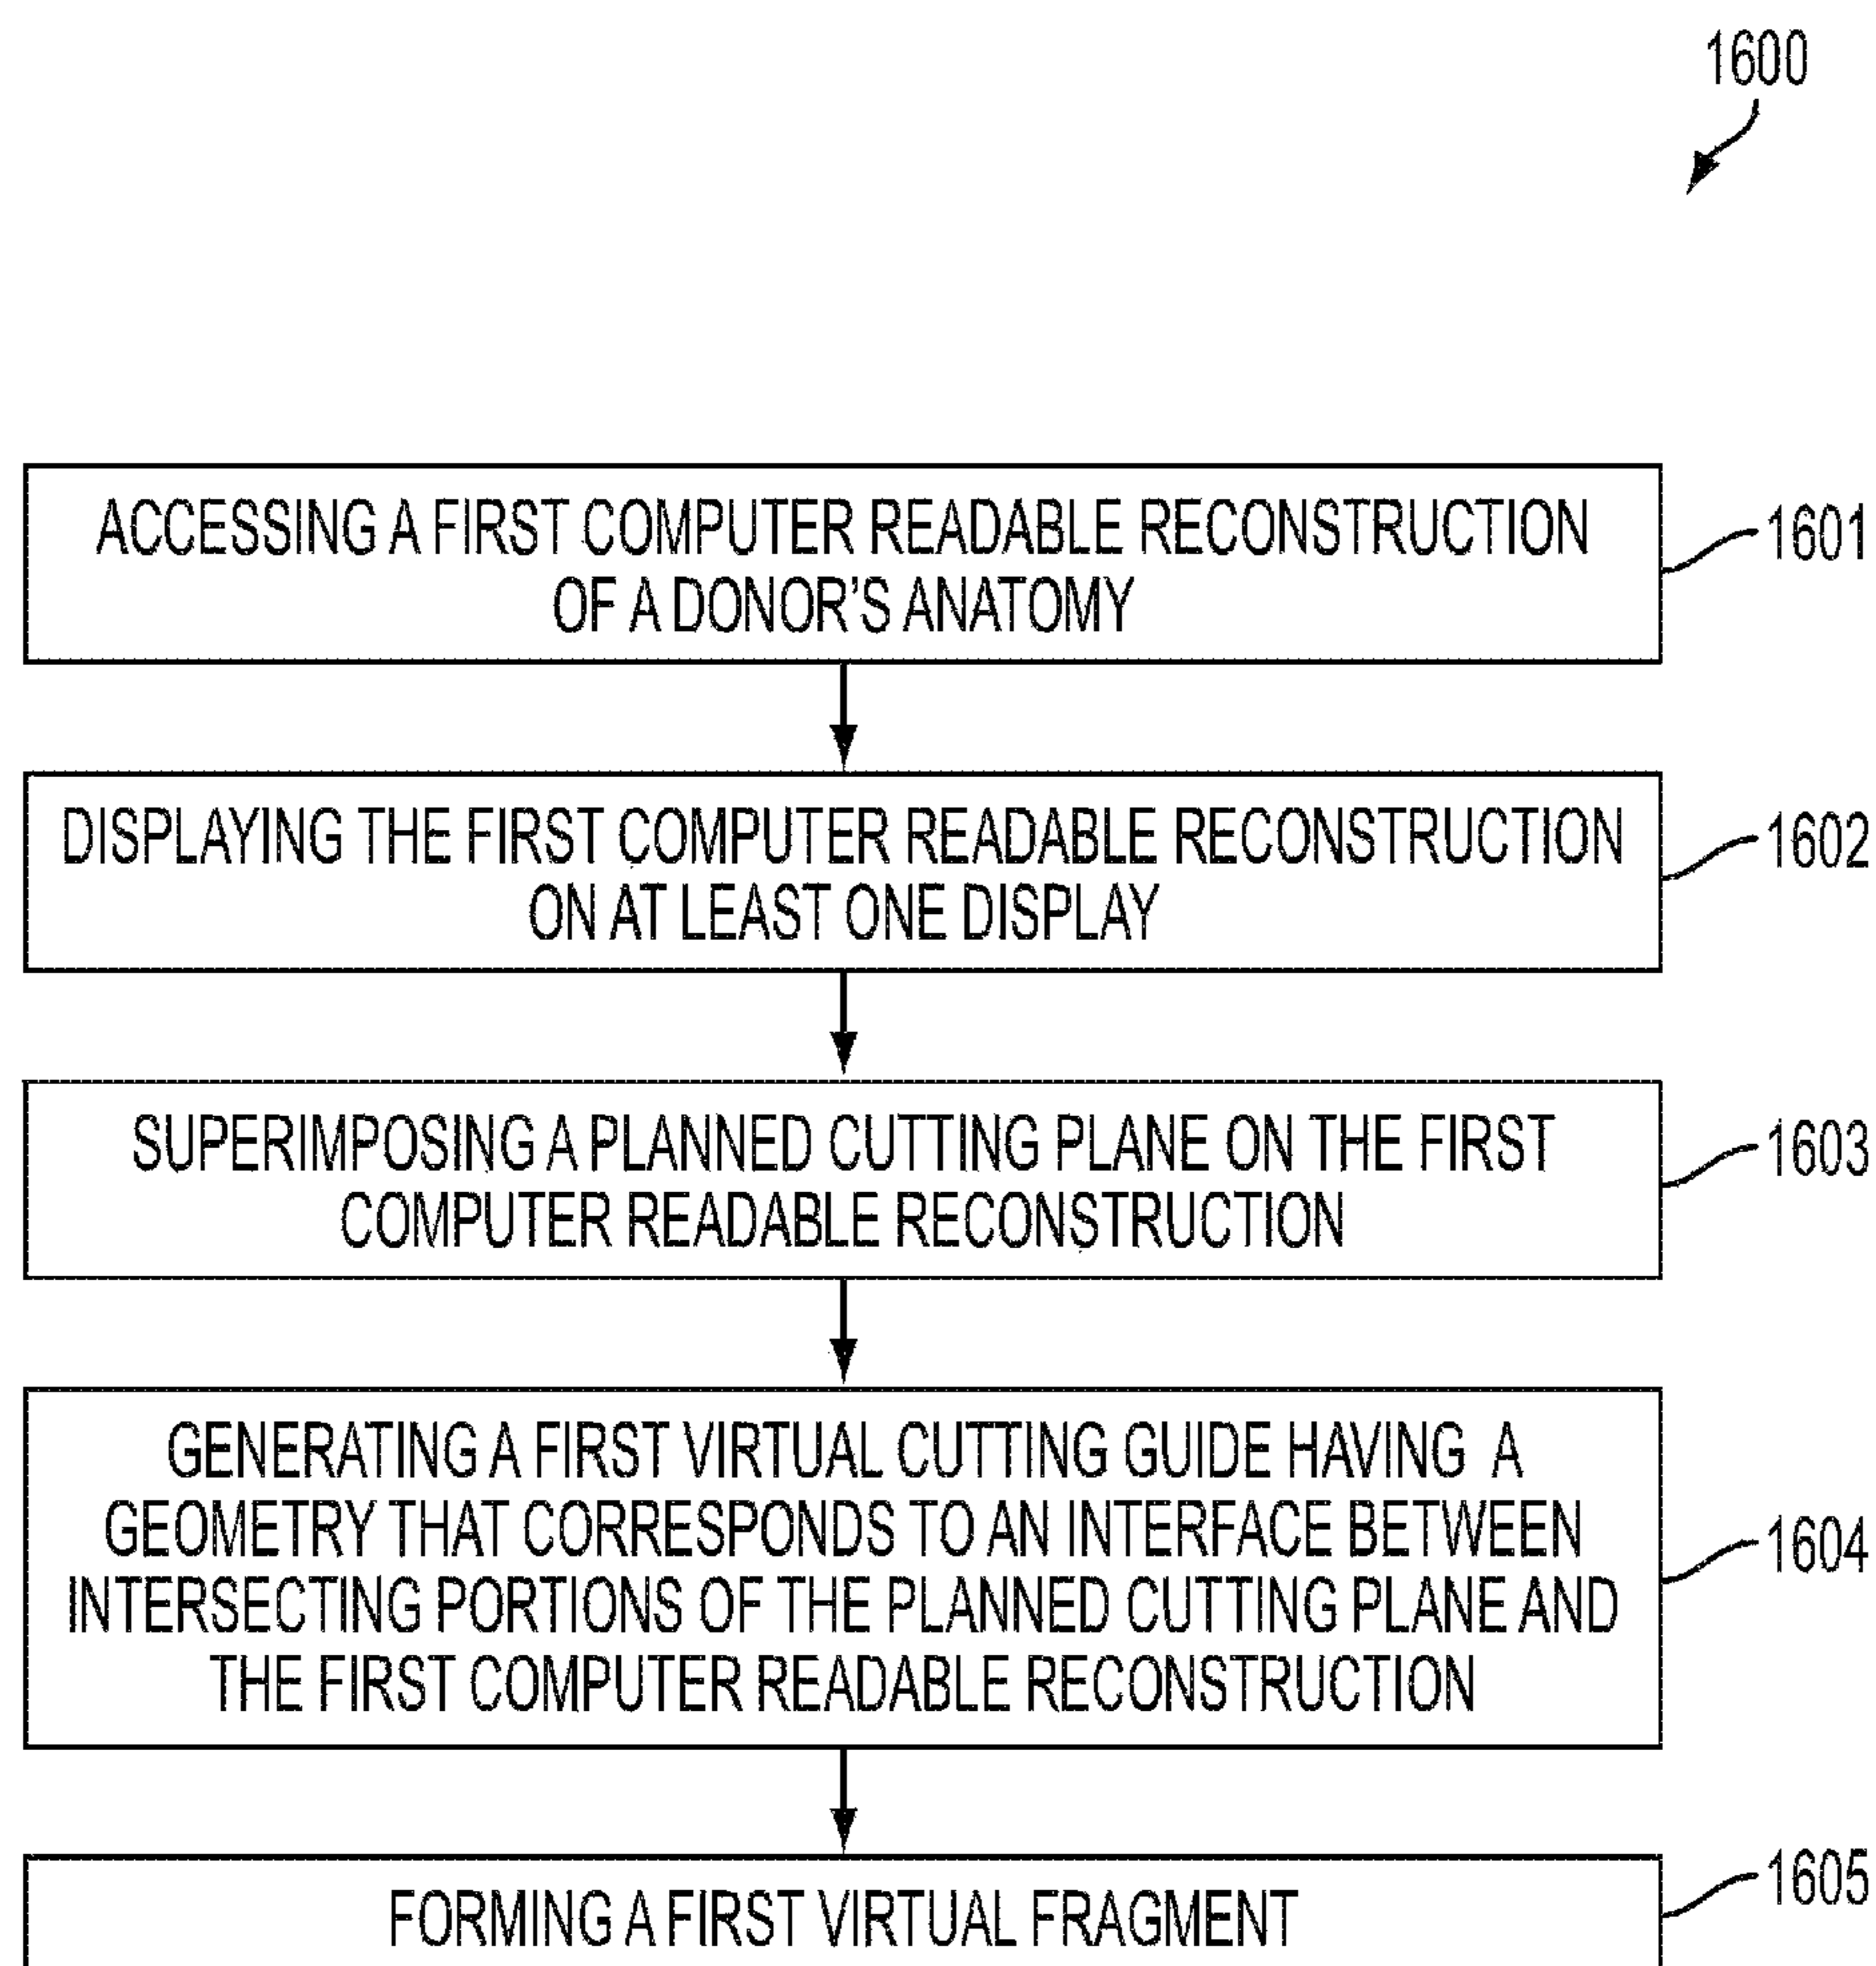 1600
ACCESSING A FIRST COMPUTER READABLE RECONSTRUCTION
OF A DONOR'S ANATOMY
1601
DISPLAYING THE FIRST COMPUTER READABLE RECONSTRUCTION
ON AT LEAST ONE DISPLAY
1602
SUPERIMPOSING A PLANNED CUTTING PLANE ON THE FIRST
COMPUTER READABLE RECONSTRUCTION
1603
GENERATING A FIRST VIRTUAL CUTTING GUIDE HAVING A
GEOMETRY THAT CORRESPONDS TO AN INTERFACE BETWEEN
INTERSECTING PORTIONS OF THE PLANNED CUTTING PLANE AND
THE FIRST COMPUTER READABLE RECONSTRUCTION
1604
FORMING A FIRST VIRTUAL FRAGMENT
1605